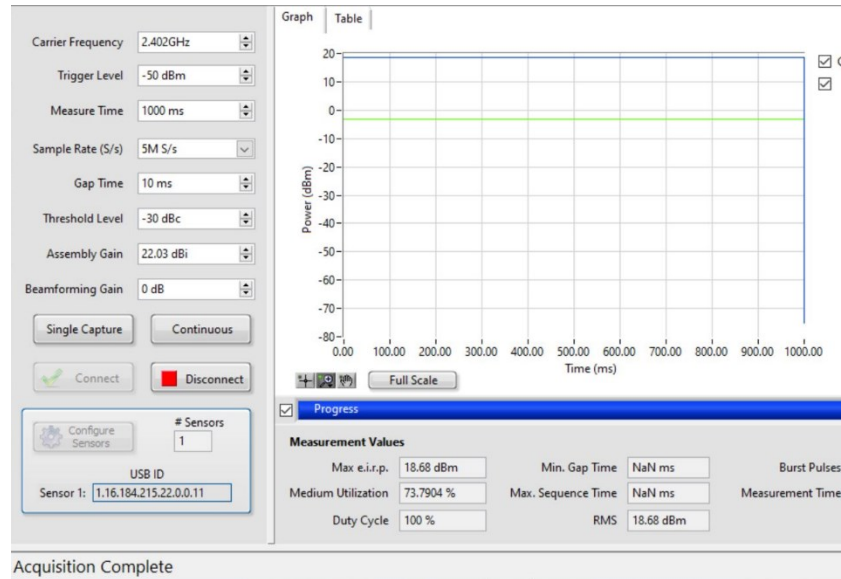 Carrier Frequency 2.402GHz
Trigger Level -50 dBm
Measure Time 1000 ms
Sample Rate (S/s) 5M S/s
Gap Time 10 ms
Threshold Level -30 dBc
Assembly Gain 22.03 dBi
Beamforming Gain 0 dB
Single Capture Continuous
Connect Disconnect
Configure
Sensors
# Sensors
1
USB ID
Sensor 1: 1.16.184.215.22.0.0.11
Graph Table
Power (dBm)
20
10
0
-10
-20
-30
-40
-50
-60
-70
-80
0.00 100.00 200.00 300.00 400.00 500.00 600.00 700.00 800.00 900.00 1000.00
Time (ms)
Full Scale
Progress
Measurement Values
Max e.i.r.p. 18.68 dBm Min. Gap Time NaN ms Burst Pulses
Medium Utilization 73.7904 % Max. Sequence Time NaN ms Measurement Time
Duty Cycle 100 % RMS 18.68 dBm
Acquisition Complete